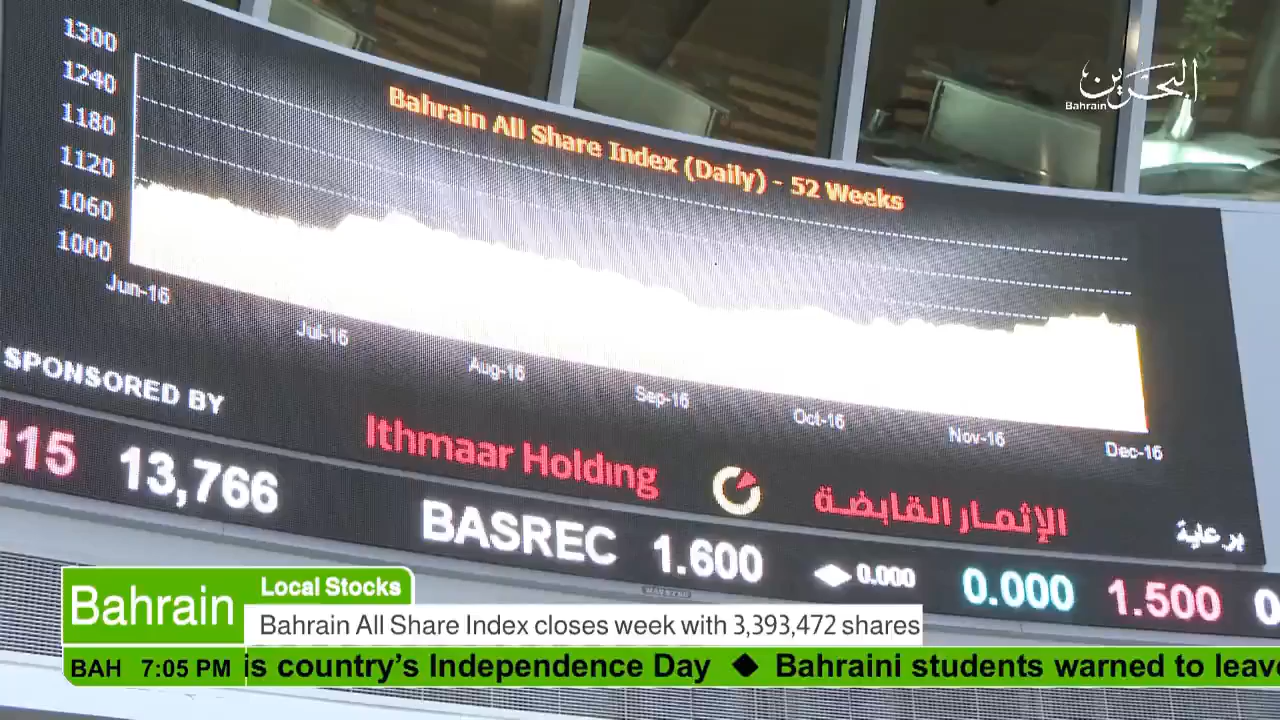 1300
1240
1180
1120
1060
1000
Bahrain All Share Index (Daily) - 52 Weeks
البحرين
Bahrain
Jun-16
Jul-16
Aug-16
Sep-16
Oct-16
Nov-16
Dec-16
SPONSORED BY
Ithmaar Holding
الإثمار القابضة
برعاية
415 13,766 BASREC 1.600 0.000 0.000 1.500 0
Bahrain
Local Stocks
Bahrain All Share Index closes week with 3,393,472 shares
BAH 7:05 PM is country's Independence Day ◆ Bahraini students warned to leav